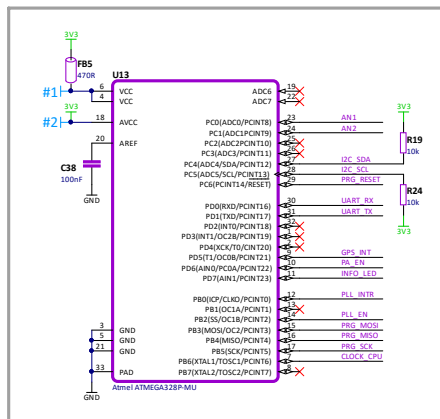 3V3
FB5
470R
#1
3V3
#2
U13
6 VCC
4 VCC
18 AVCC
20 AREF
C38
100nF
GND
3 GND
5 GND
21 GND
33 PAD
GND
Atmel ATMEGA328P-MU
ADC6 19
ADC7 22
PC0(ADC0/PCINT8) 23 AN1
PC1(ADC1PCINT9) 24 AN2
PC2(ADC2PCINT10) 25
PC3(ADC3/PCINT11) 26
PC4(ADC4/SDA/PCINT12) 27 I2C_SDA
PC5(ADC5/SCL/PCINT13) 28 I2C_SCL
PC6(PCINT14/RESET) 29 PRG_RESET
PD0(RXD/PCINT16) 30 UART_RX
PD1(TXD/PCINT17) 31 UART_TX
PD2(INT0/PCINT18) 32
PD3(INT1/OC2B/PCINT19) 1
PD4(XCK/T0/PCIN20) 2
PD5(T1/OC0B/PCINT21) 9 GPS_INT
PD6(AIN0/PC0A/PCINT22) 10 PA_EN
PD7(AIN1/PCINT23) 11 INFO_LED
PB0(ICP/CLKO/PCINT0) 12 PLL_INTR
PB1(OC1A/PCINT1) 13
PB2(SS/OC1B/PCINT2) 14 PLL_EN
PB3(MOSI/OC2/PCINT3) 15 PRG_MOSI
PB4(MISO/PCINT4) 16 PRG_MISO
PB5(SCK/PCINT5) 17 PRG_SCK
PB6(XTAL1/TOSC1/PCINT6) 7 CLOCK_CPU
PB7(XTAL2/TOSC2/PCINT7) 8
3V3
R19
10k
R24
10k
3V3